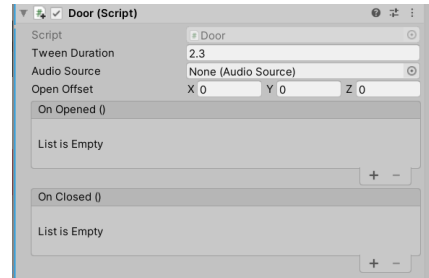 Door (Script)
Script Door
Tween Duration 2.3
Audio Source None (Audio Source)
Open Offset X 0 Y 0 Z 0
On Opened ()
List is Empty
+ −
On Closed ()
List is Empty
+ −